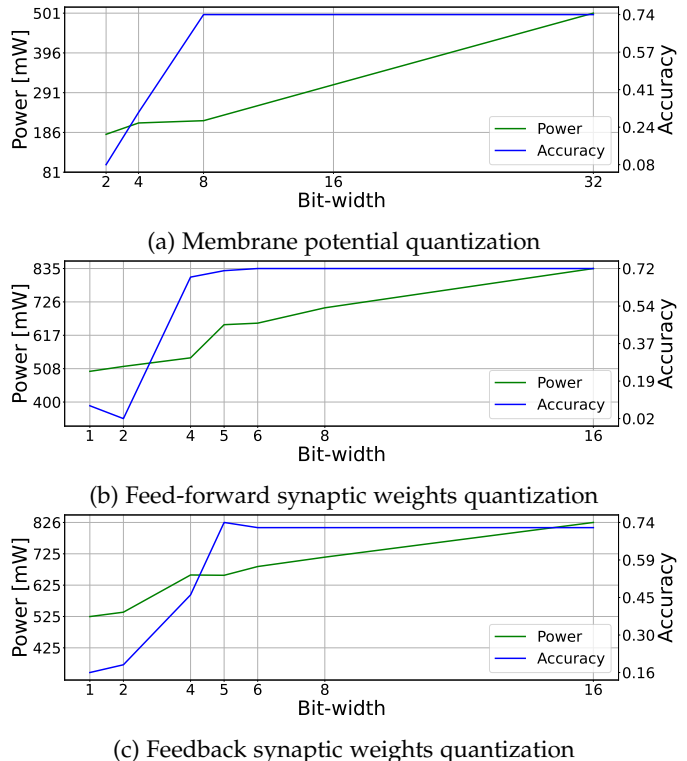 501
396
291
186
81
Power [mW]
0.74
0.57
0.41
0.24
0.08
Accuracy
Power
Accuracy
2 4 8 16 32
Bit-width
(a) Membrane potential quantization
835
726
617
508
400
Power [mW]
0.72
0.54
0.37
0.19
0.02
Accuracy
Power
Accuracy
1 2 4 5 6 8 16
Bit-width
(b) Feed-forward synaptic weights quantization
826
725
625
525
425
Power [mW]
0.74
0.59
0.45
0.30
0.16
Accuracy
Power
Accuracy
1 2 4 5 6 8 16
Bit-width
(c) Feedback synaptic weights quantization